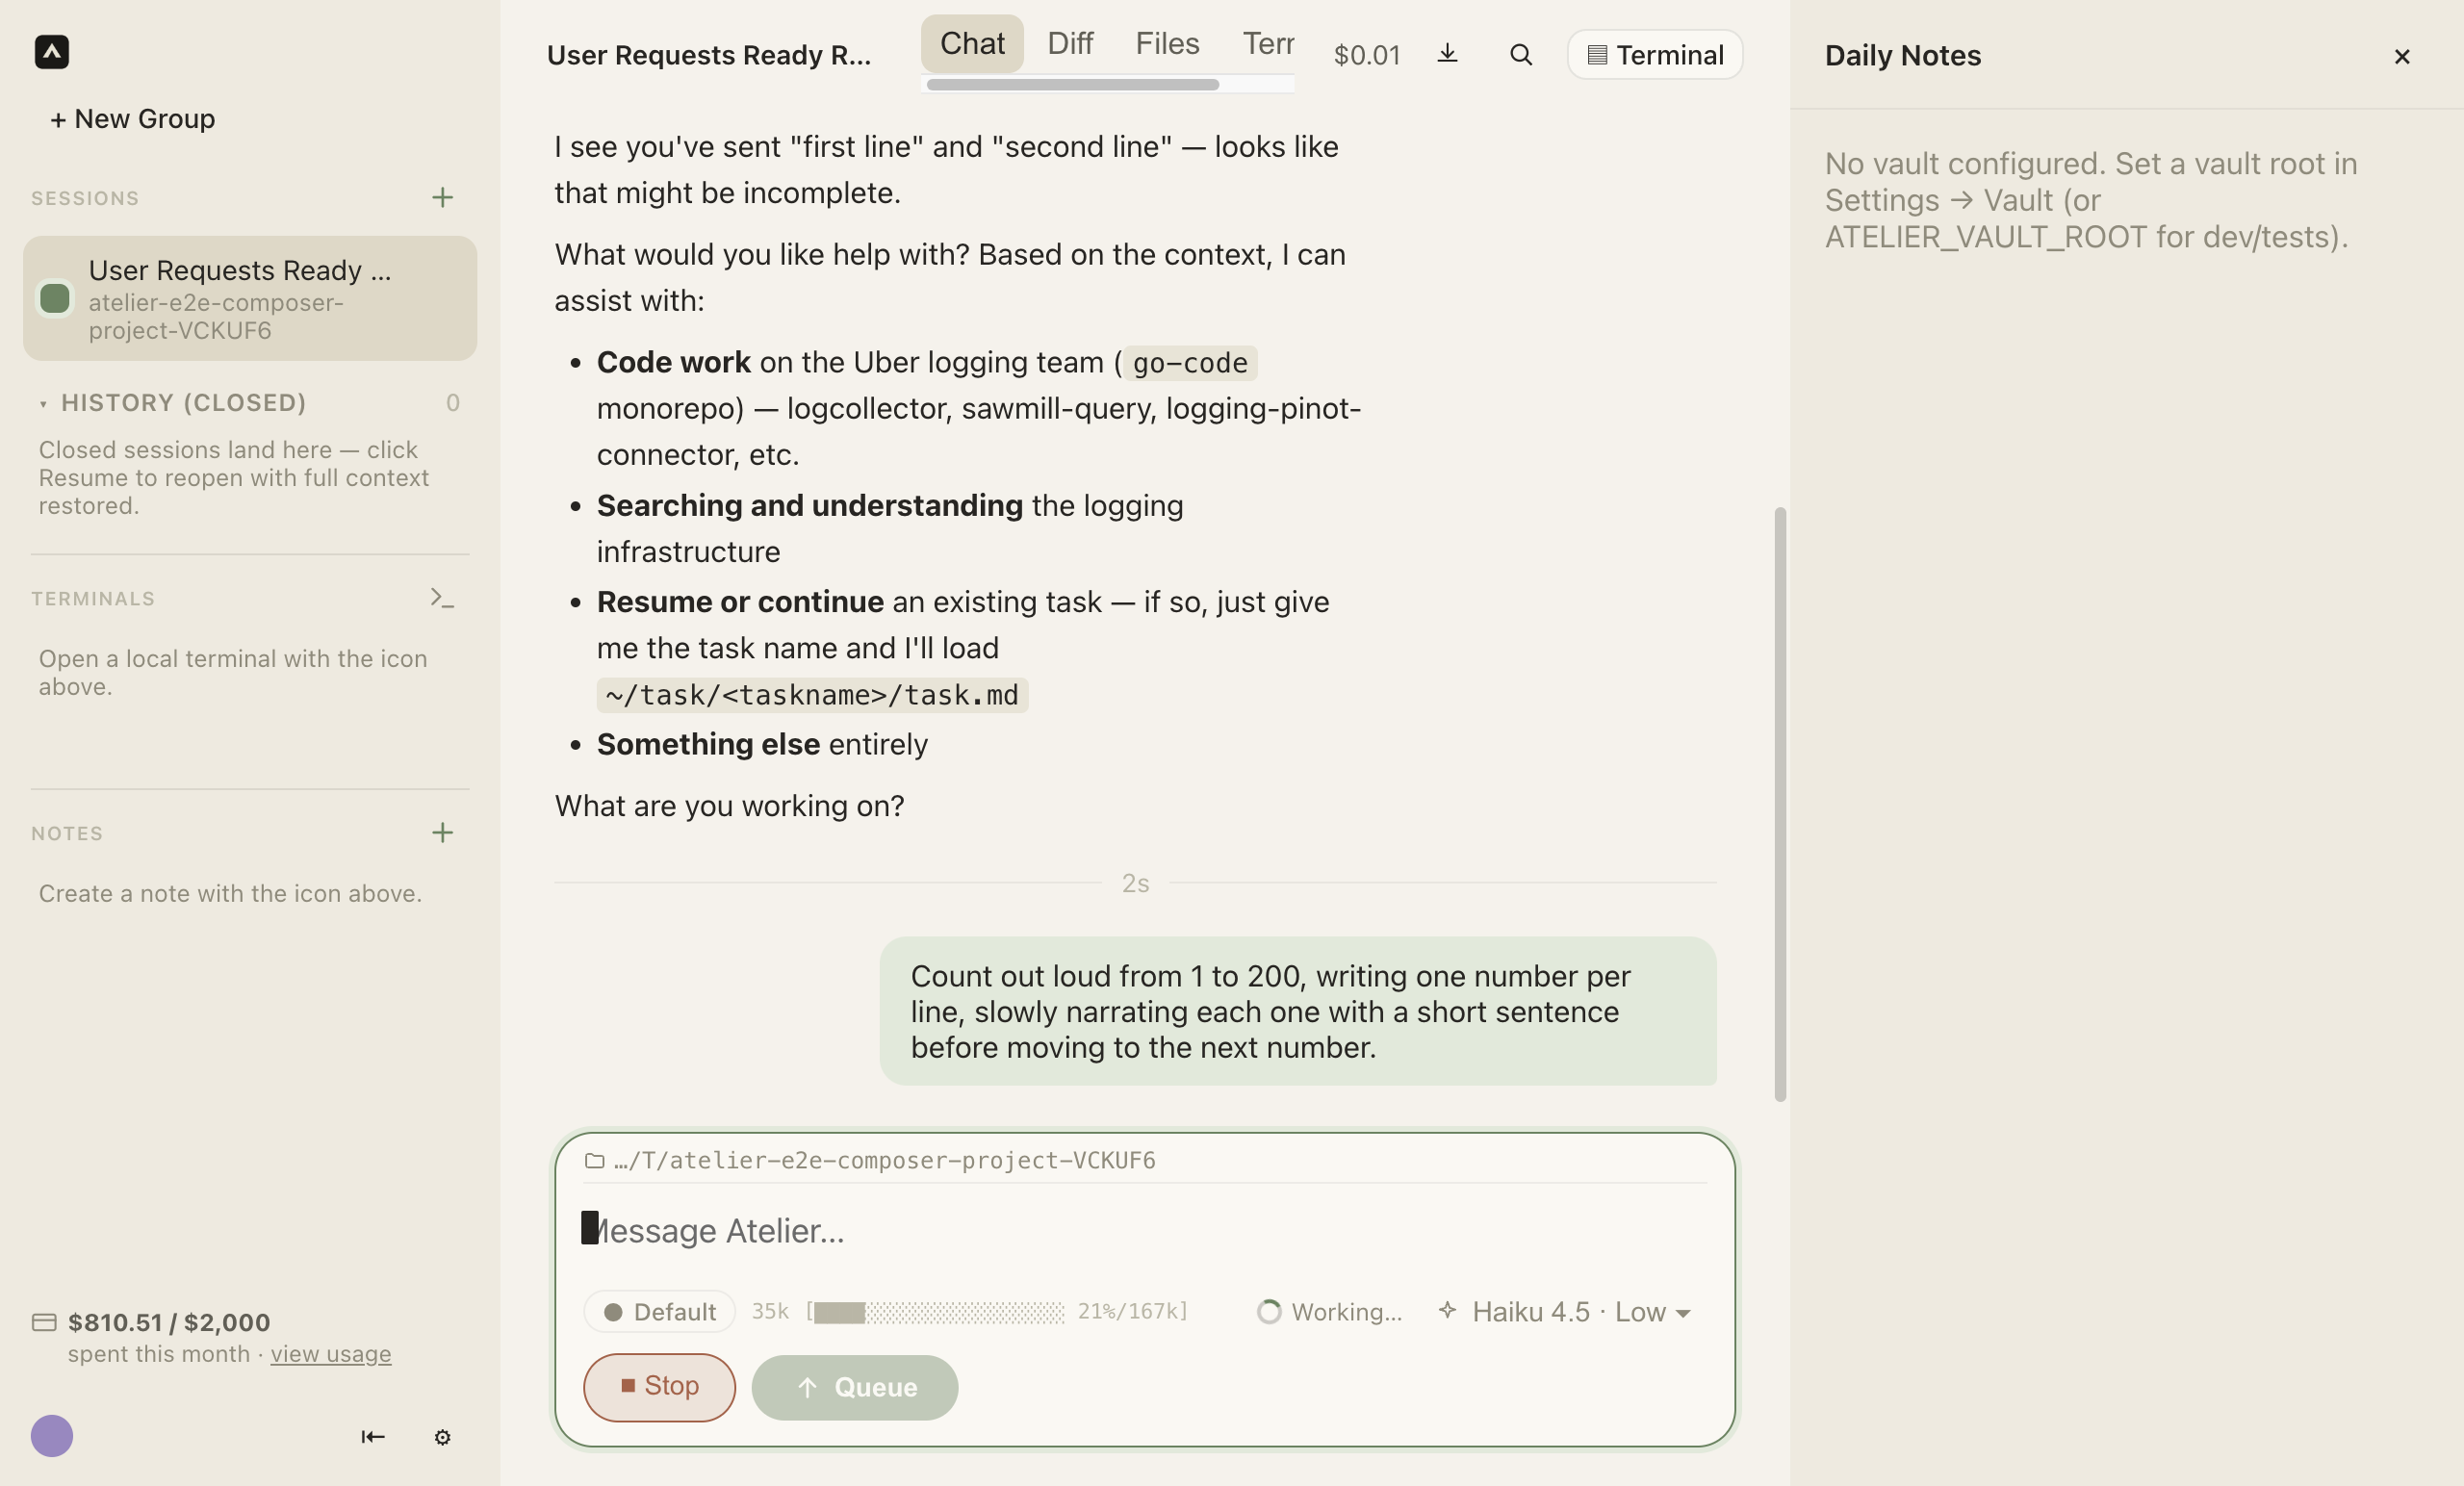 + New Group
SESSIONS
User Requests Ready ...
atelier-e2e-composer-
project-VCKUF6
HISTORY (CLOSED) 0
Closed sessions land here — click
Resume to reopen with full context
restored.
TERMINALS
Open a local terminal with the icon
above.
NOTES
Create a note with the icon above.
$810.51 / $2,000
spent this month · view usage
User Requests Ready R...
Chat Diff Files Terr
$0.01
Terminal
I see you've sent "first line" and "second line" — looks like
that might be incomplete.
What would you like help with? Based on the context, I can
assist with:
• Code work on the Uber logging team (go-code
monorepo) — logcollector, sawmill-query, logging-pinot-
connector, etc.
• Searching and understanding the logging
infrastructure
• Resume or continue an existing task — if so, just give
me the task name and I'll load
~/task/<taskname>/task.md
• Something else entirely
What are you working on?
2s
Count out loud from 1 to 200, writing one number per
line, slowly narrating each one with a short sentence
before moving to the next number.
…/T/atelier-e2e-composer-project-VCKUF6
Message Atelier...
Default 35k [ 21%/167k] Working... Haiku 4.5 · Low
Stop Queue
Daily Notes
No vault configured. Set a vault root in
Settings → Vault (or
ATELIER_VAULT_ROOT for dev/tests).